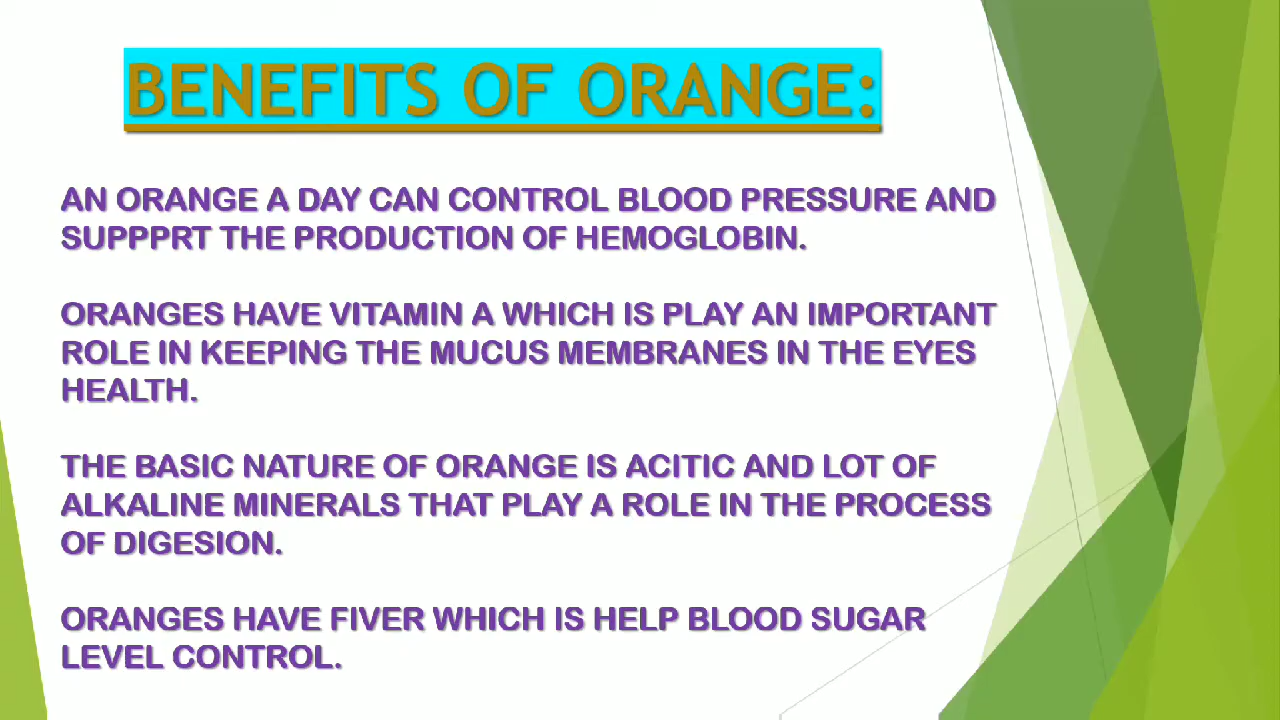 BENEFITS OF ORANGE:
AN ORANGE A DAY CAN CONTROL BLOOD PRESSURE AND
SUPPPRT THE PRODUCTION OF HEMOGLOBIN.
ORANGES HAVE VITAMIN A WHICH IS PLAY AN IMPORTANT
ROLE IN KEEPING THE MUCUS MEMBRANES IN THE EYES
HEALTH.
THE BASIC NATURE OF ORANGE IS ACITIC AND LOT OF
ALKALINE MINERALS THAT PLAY A ROLE IN THE PROCESS
OF DIGESION.
ORANGES HAVE FIVER WHICH IS HELP BLOOD SUGAR
LEVEL CONTROL.